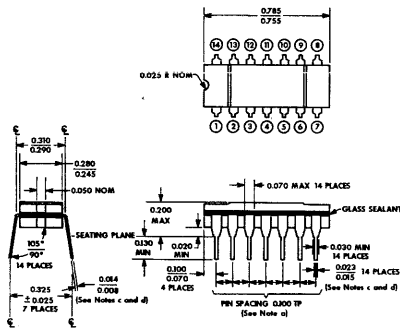 0.785
0.755
14 13 12 11 10 9 8
0.025 R NOM
1 2 3 4 5 6 7
℄ ℄
0.310
0.290
0.280
0.245
0.050 NOM
0.200
MAX
0.070 MAX 14 PLACES
GLASS SEALANT
SEATING PLANE
105°
90°
14 PLACES
0.130
MIN
0.020
MIN
0.030 MIN
14 PLACES
0.100
0.070
4 PLACES
0.023
0.015
14 PLACES
(See Notes c and d)
0.014
0.008
(See Notes c and d)
0.325
± 0.025
7 PLACES
PIN SPACING 0.100 TP
(See Note a)
℄ ℄